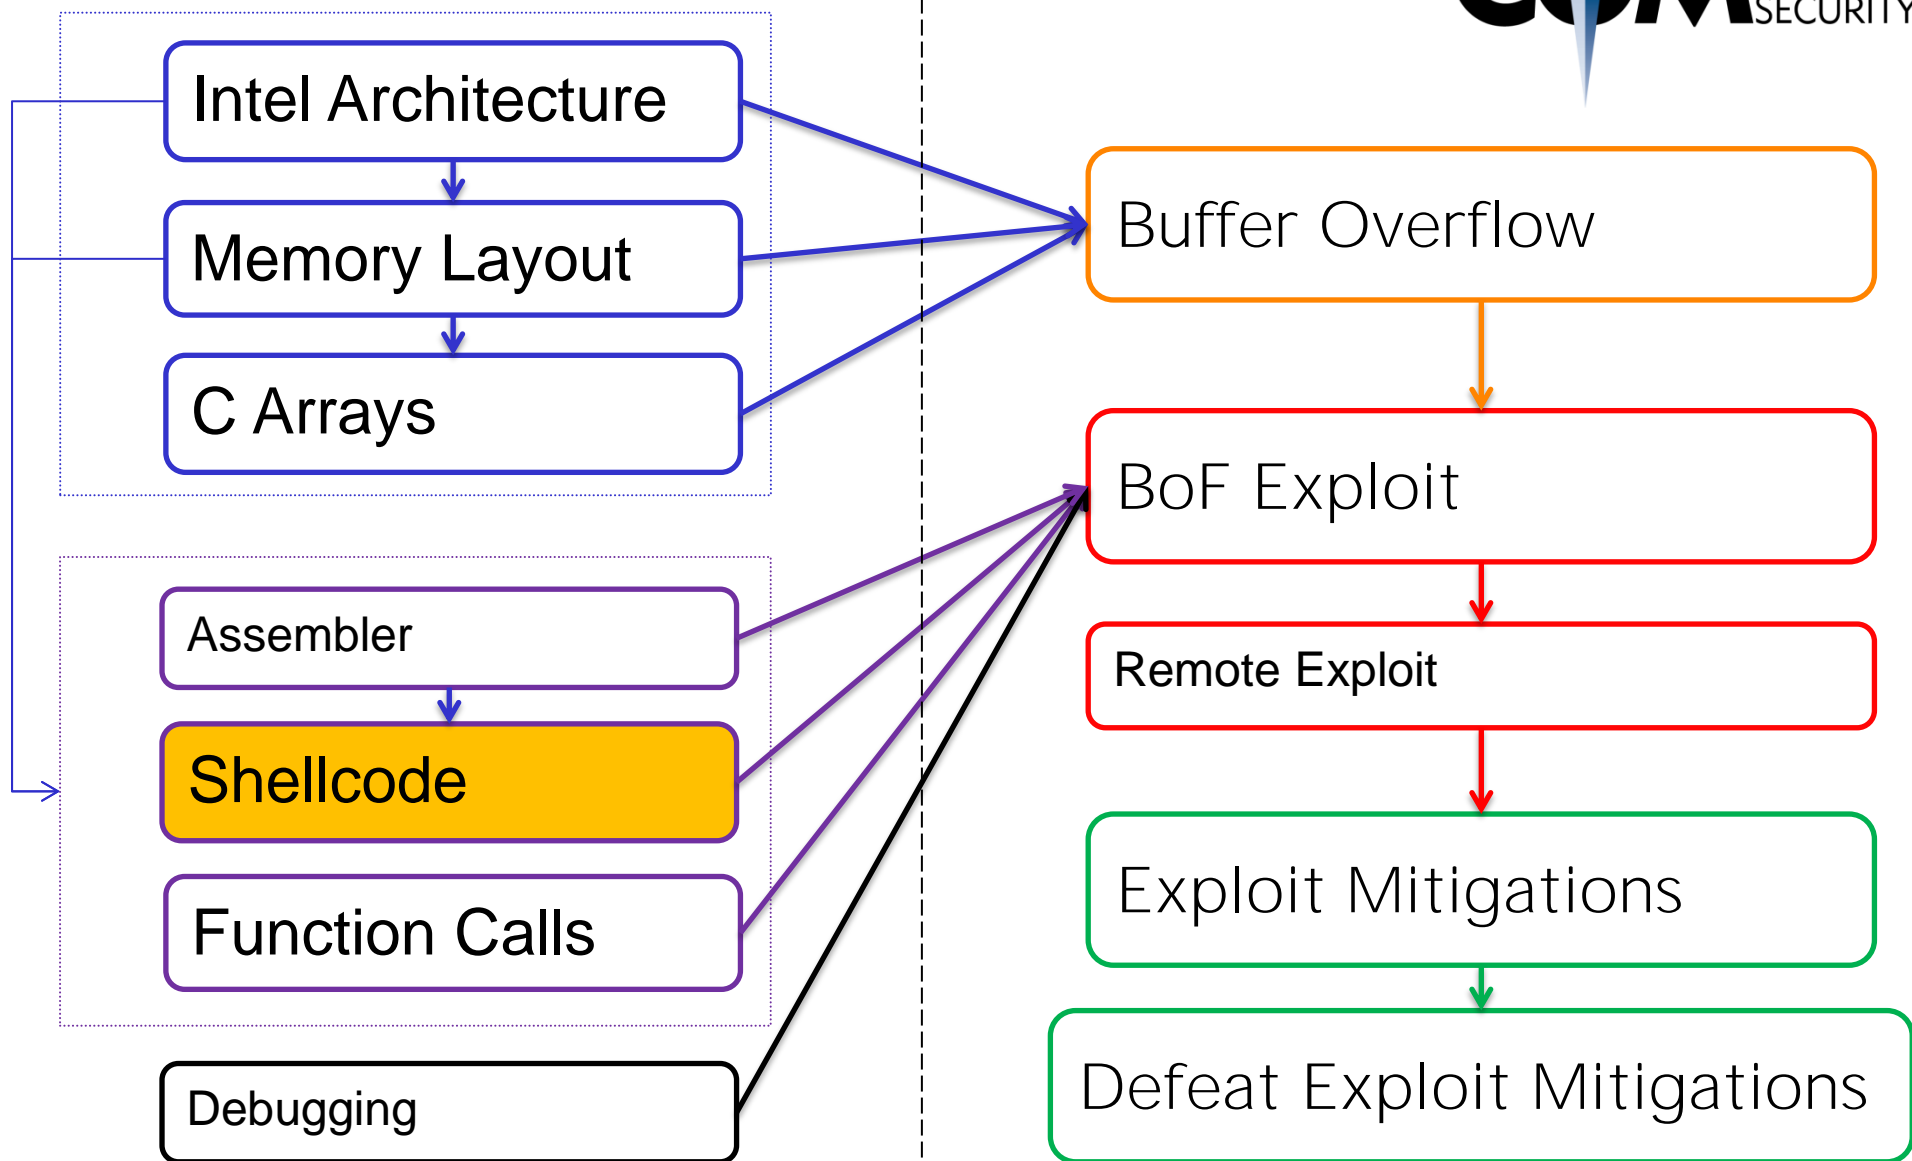 SECURITY
Intel Architecture
Memory Layout
C Arrays
Assembler
Shellcode
Function Calls
Debugging
Buffer Overflow
BoF Exploit
Remote Exploit
Exploit Mitigations
Defeat Exploit Mitigations